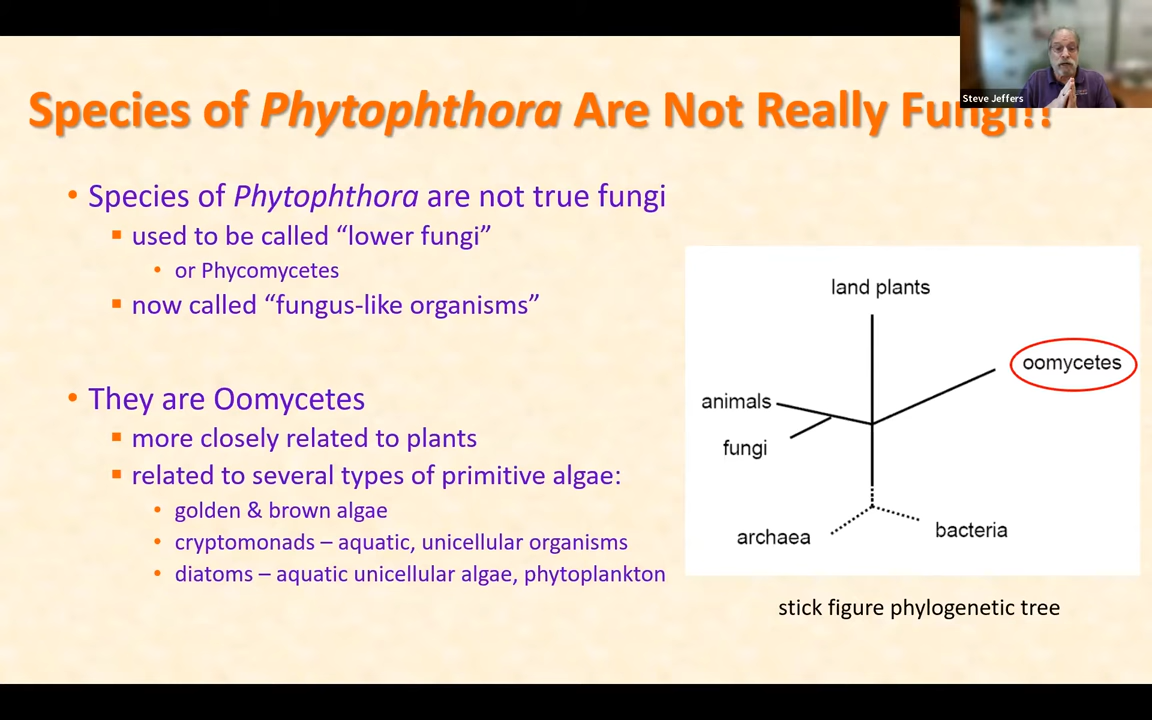 Steve Jeffers
Species of Phytophthora Are Not Really Fungi!!
• Species of Phytophthora are not true fungi
▪ used to be called “lower fungi”
• or Phycomycetes
▪ now called “fungus-like organisms”
• They are Oomycetes
▪ more closely related to plants
▪ related to several types of primitive algae:
• golden & brown algae
• cryptomonads – aquatic, unicellular organisms
• diatoms – aquatic unicellular algae, phytoplankton
land plants
oomycetes
animals
fungi
archaea
bacteria
stick figure phylogenetic tree